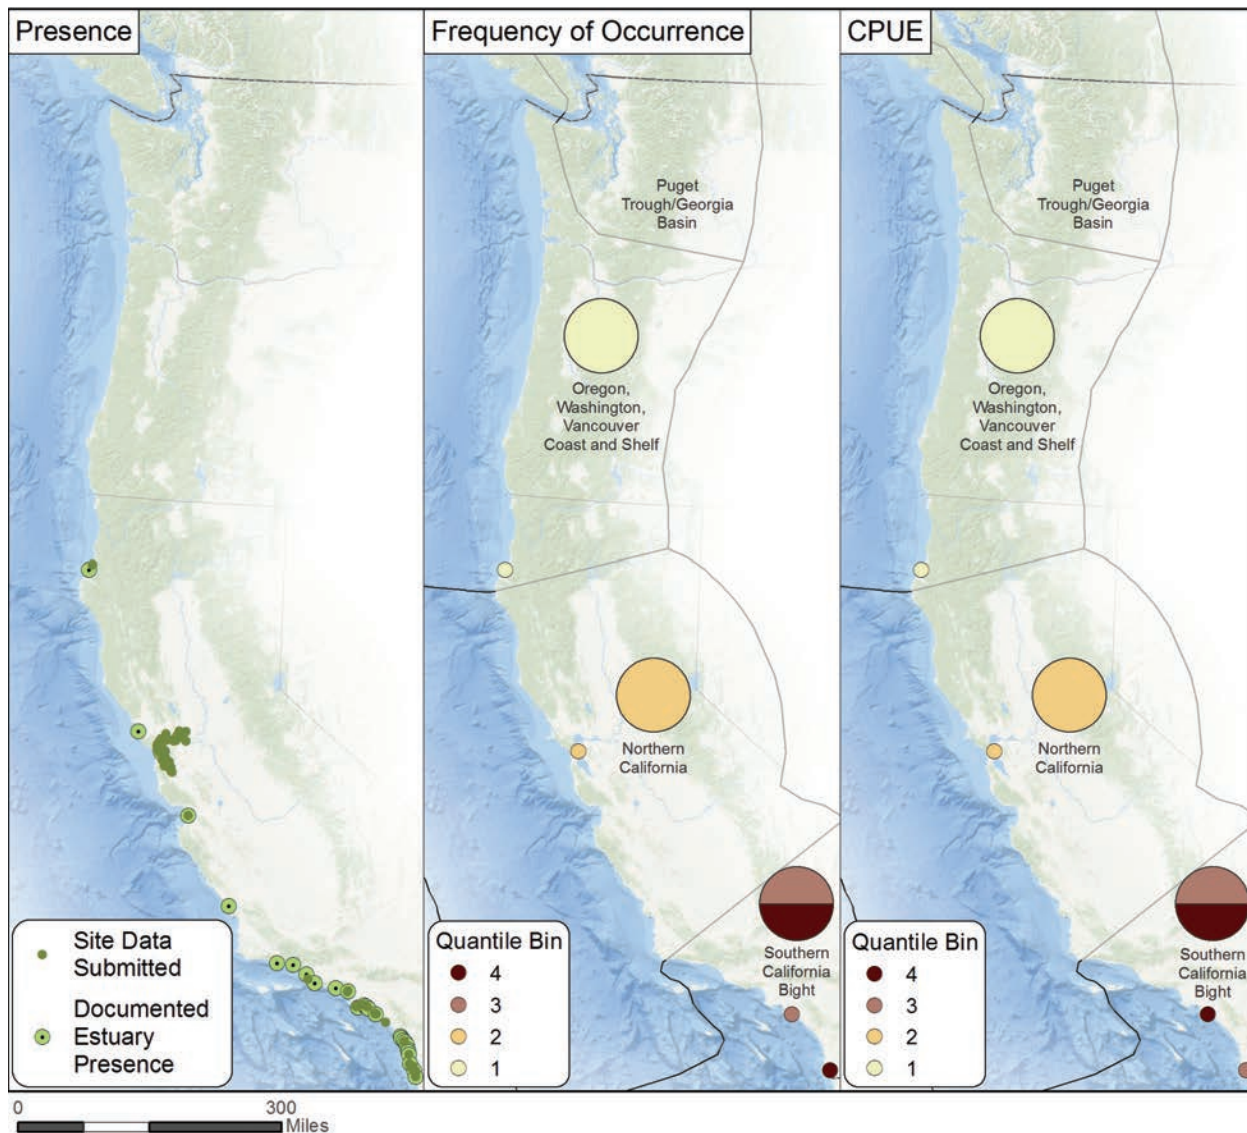 Presence
Site Data
Submitted
Documented
Estuary
Presence
0
300
Miles
Frequency of Occurrence
Puget
Trough/Georgia
Basin
Oregon,
Washington,
Vancouver
Coast and Shelf
Northern
California
Southern
California
Bight
Quantile Bin
4
3
2
1
CPUE
Puget
Trough/Georgia
Basin
Oregon,
Washington,
Vancouver
Coast and Shelf
Northern
California
Southern
California
Bight
Quantile Bin
4
3
2
1